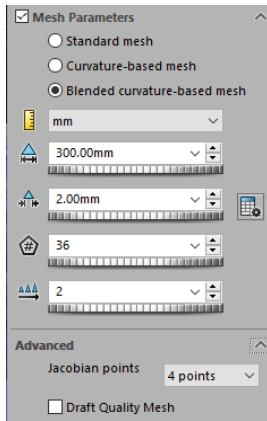 Mesh Parameters
Standard mesh
Curvature-based mesh
Blended curvature-based mesh
mm
300.00mm
2.00mm
#
36
2
Advanced
Jacobian points
4 points
Draft Quality Mesh